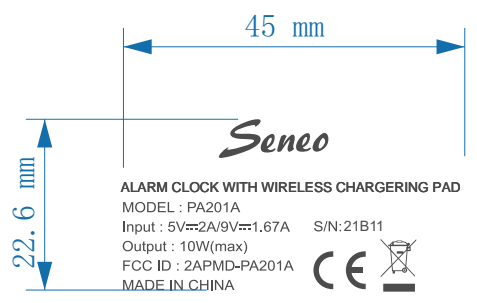 45 mm
22.6 mm
Seneo
ALARM CLOCK WITH WIRELESS CHARGERING PAD
MODEL : PA201A
Input : 5V⎓2A/9V⎓1.67A S/N:21B11
Output : 10W(max)
FCC ID : 2APMD-PA201A
MADE IN CHINA
CE